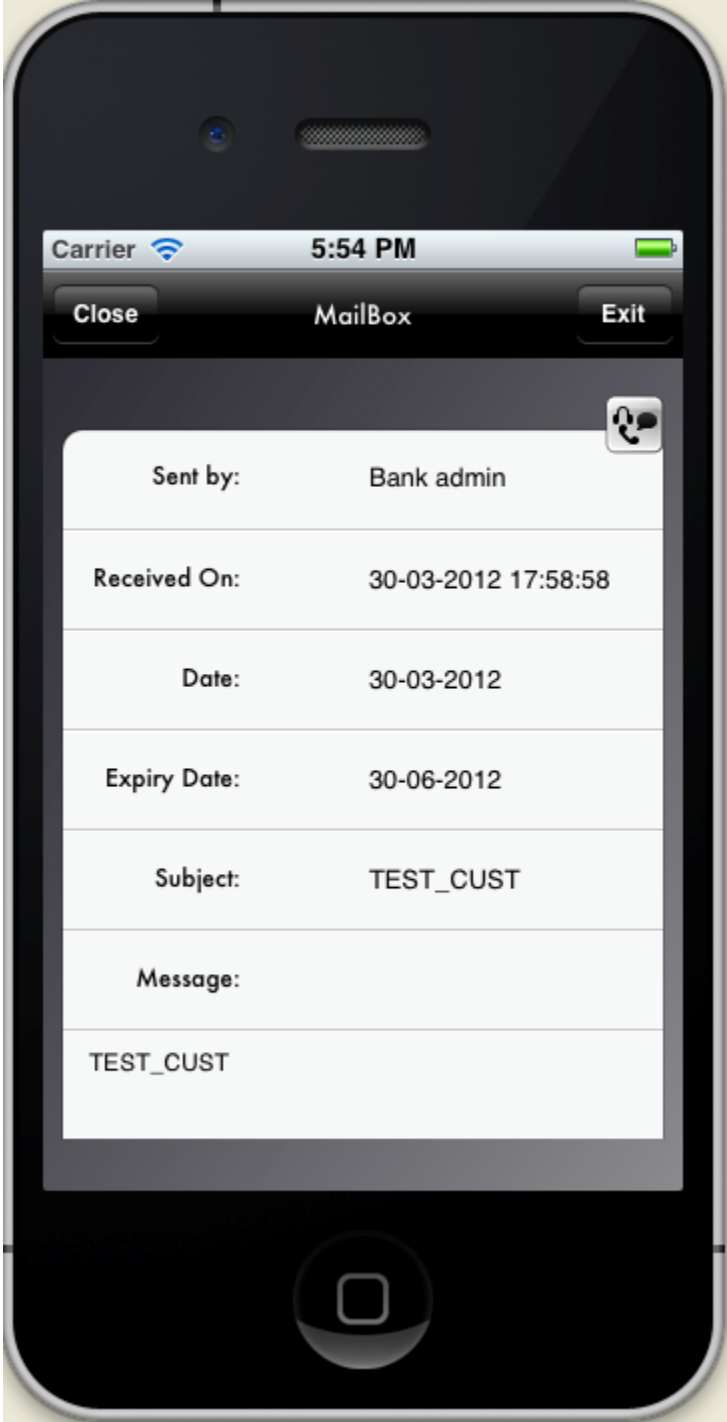 Carrier 5:54 PM
Close MailBox Exit
Sent by: Bank admin
Received On: 30-03-2012 17:58:58
Date: 30-03-2012
Expiry Date: 30-06-2012
Subject: TEST_CUST
Message:
TEST_CUST